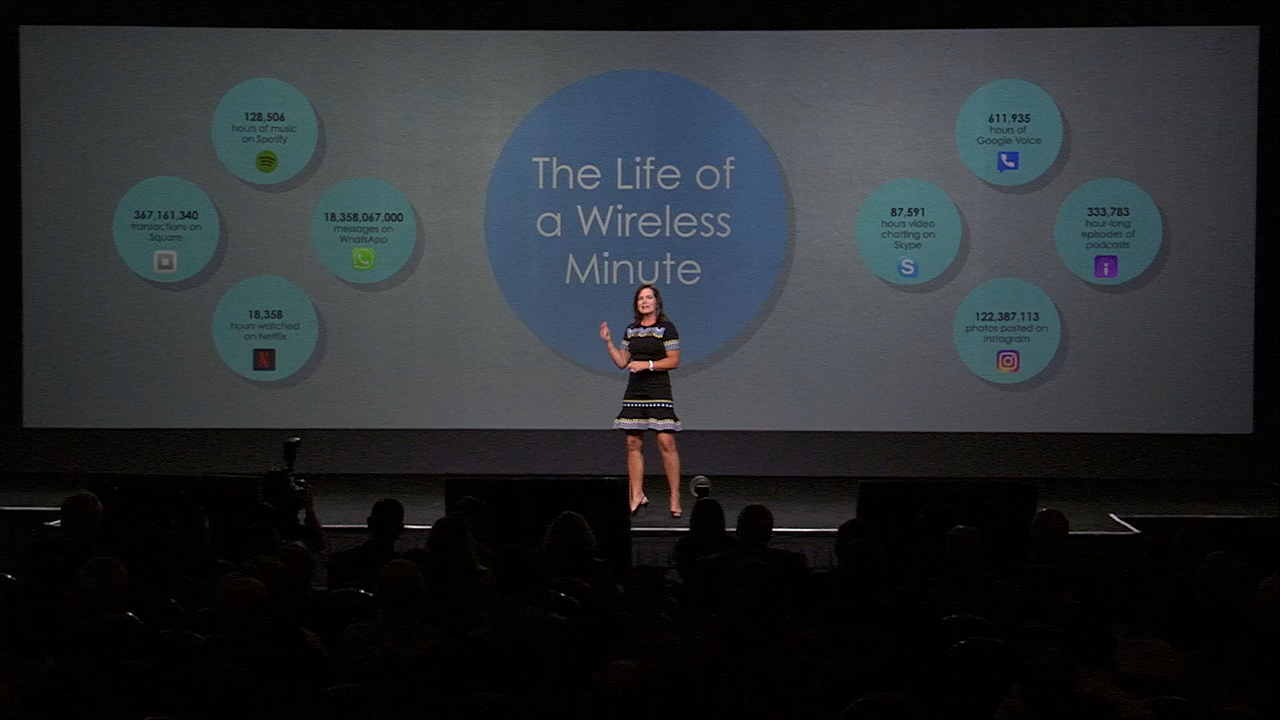 128,506
hours of music
on Spotify
367,161,340
transactions on
Square
18,358,067,000
messages on
WhatsApp
18,358
hours watched
on Netflix
The Life of
a Wireless
Minute
611,935
hours of
Google Voice
87,591
hours video
chatting on
Skype
333,783
hour-long
episodes of
podcasts
122,387,113
photos posted on
Instagram